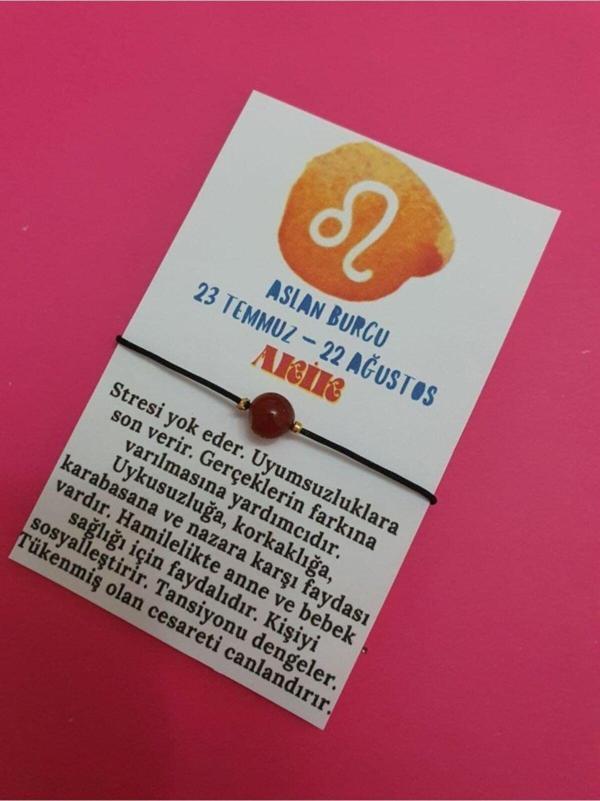 ASLAN BURCU
23 TEMMUZ – 22 AĞUSTOS
AKİK
Stresi yok eder. Uyumsuzluklara
son verir. Gerçeklerin farkına
varılmasına yardımcıdır.
Uykusuzluğa, korkaklığa,
karabasana ve nazara karşı faydası
vardır. Hamilelikte anne ve bebek
sağlığı için faydalıdır. Kişiyi
sosyalleştirir. Tansiyonu dengeler.
Tükenmiş olan cesareti canlandırır.